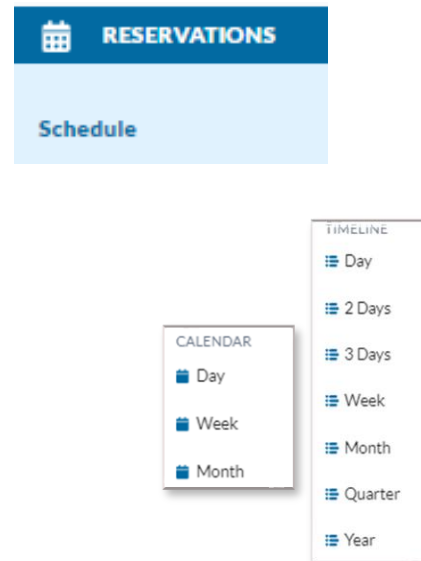 RESERVATIONS
Schedule
CALENDAR
Day
Week
Month
TIMELINE
Day
2 Days
3 Days
Week
Month
Quarter
Year